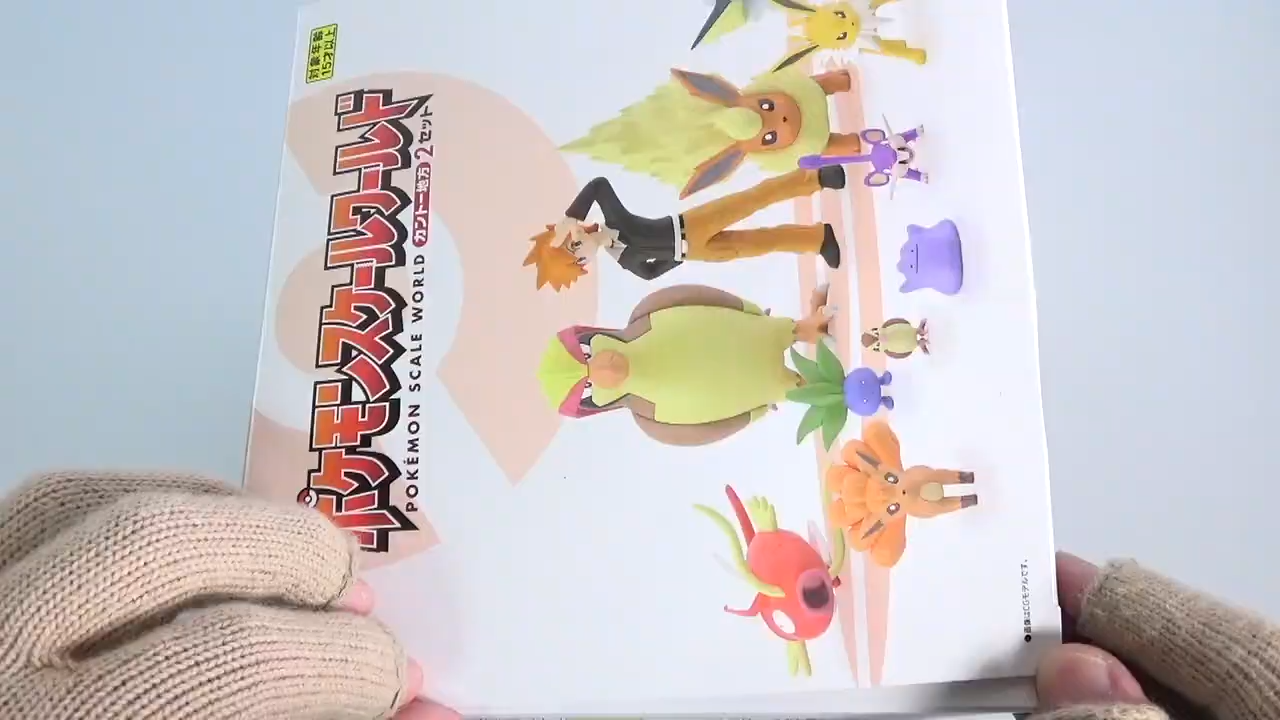 対象年齢
15才以上
ポケモンスケールワールド
POKÉMON SCALE WORLD カントー地方 2セット
●画像はCGモデルです。